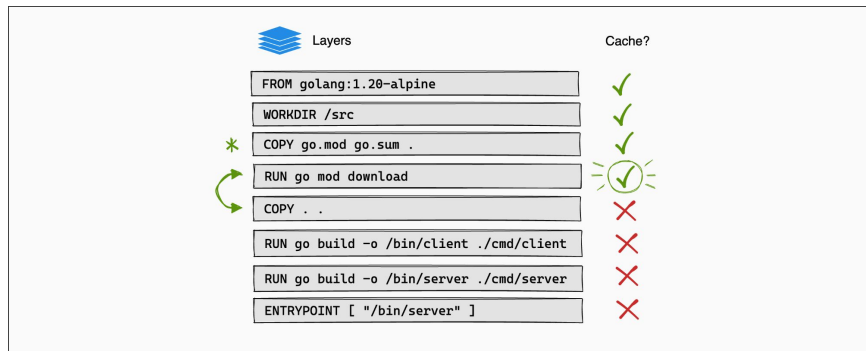 Layers
Cache?
FROM golang:1.20-alpine
WORKDIR /src
* COPY go.mod go.sum .
RUN go mod download
COPY . .
RUN go build -o /bin/client ./cmd/client
RUN go build -o /bin/server ./cmd/server
ENTRYPOINT [ "/bin/server" ]